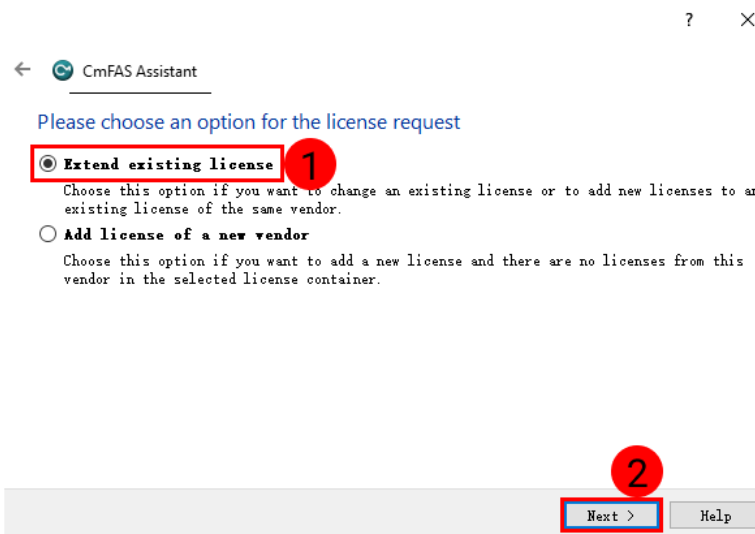 ?
CmFAS Assistant
Please choose an option for the license request
Extend existing license
1
Choose this option if you want to change an existing license or to add new licenses to
existing license of the same vendor.
Add license of a new vendor
Choose this option if you want to add a new license and there are no licenses from this
vendor in the selected license container.
2
Next >
Help